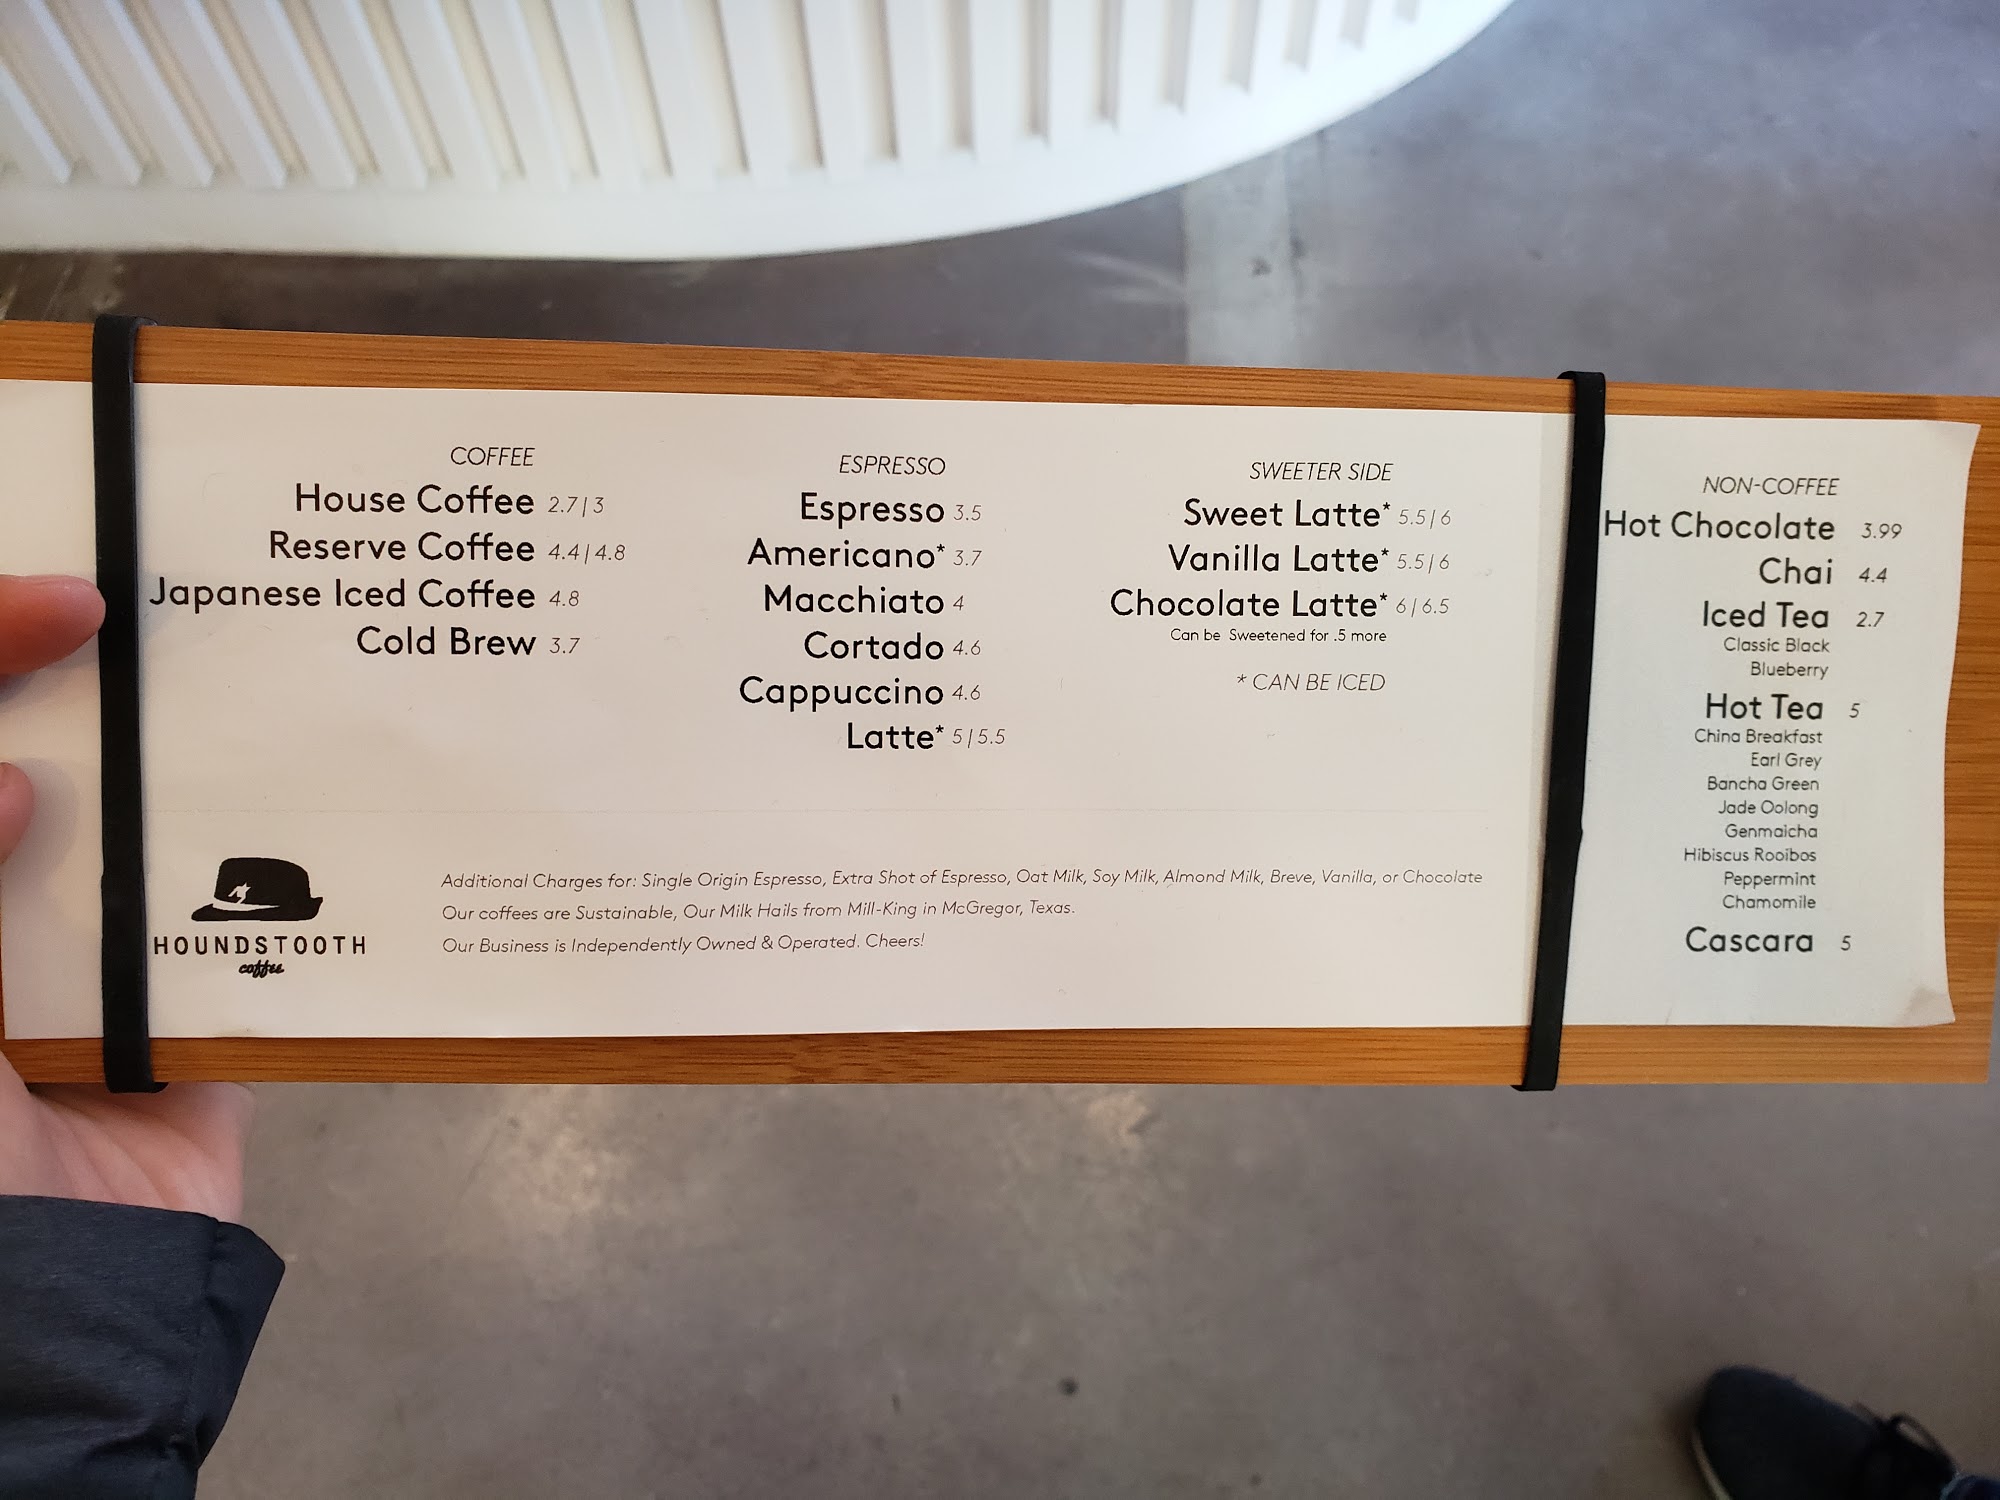 COFFEE
House Coffee 2.7|3
Reserve Coffee 4.4|4.8
Japanese Iced Coffee 4.8
Cold Brew 3.7
ESPRESSO
Espresso 3.5
Americano* 3.7
Macchiato 4
Cortado 4.6
Cappuccino 4.6
Latte* 5|5.5
SWEETER SIDE
Sweet Latte* 5.5|6
Vanilla Latte* 5.5|6
Chocolate Latte* 6|6.5
Can be Sweetened for .5 more
* CAN BE ICED
NON-COFFEE
Hot Chocolate 3.99
Chai 4.4
Iced Tea 2.7
Classic Black
Blueberry
Hot Tea 5
China Breakfast
Earl Grey
Bancha Green
Jade Oolong
Genmaicha
Hibiscus Rooibos
Peppermint
Chamomile
Cascara 5
HOUNDSTOOTH
coffee
Additional Charges for: Single Origin Espresso, Extra Shot of Espresso, Oat Milk, Soy Milk, Almond Milk, Breve, Vanilla, or Chocolate
Our coffees are Sustainable, Our Milk Hails from Mill-King in McGregor, Texas.
Our Business is Independently Owned & Operated. Cheers!